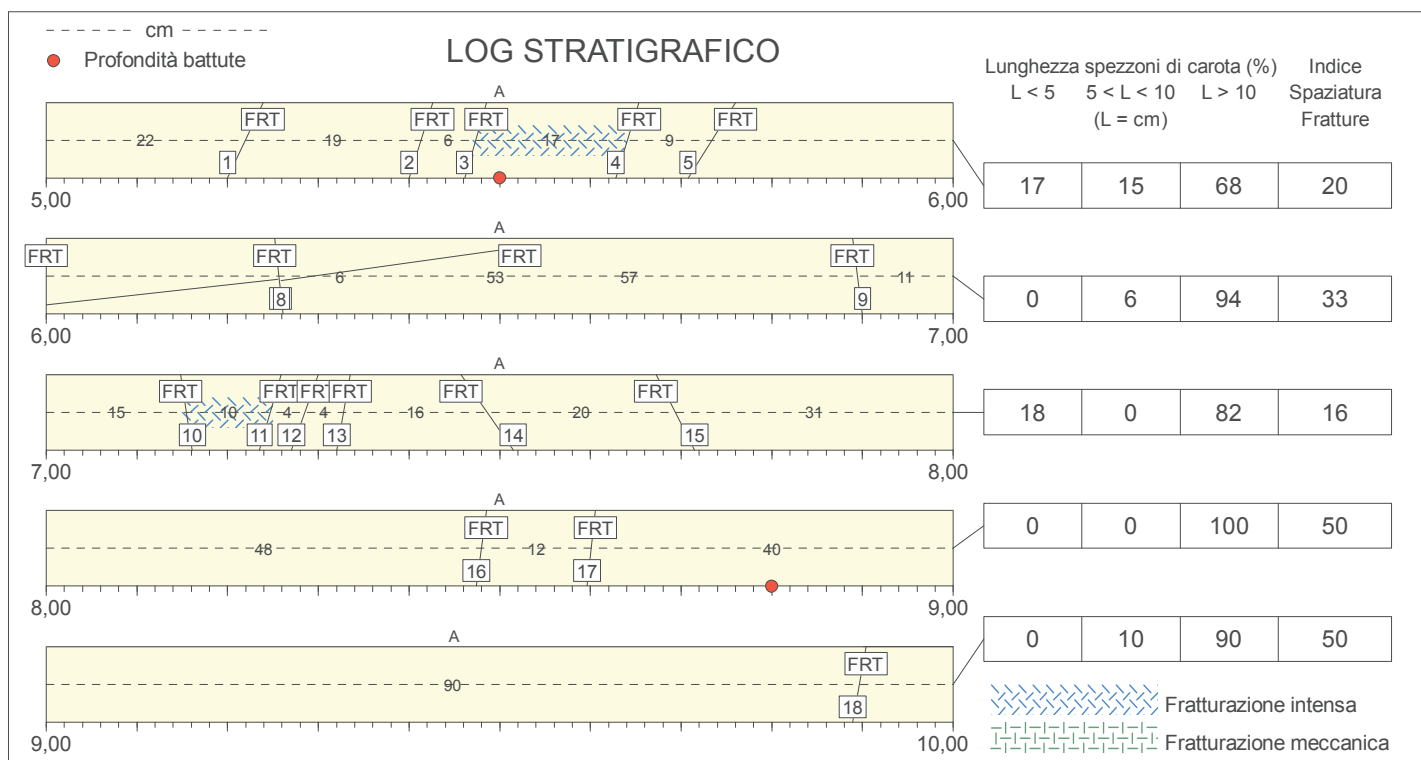 cm
Profondità battute
LOG STRATIGRAFICO
Lunghezza spezzoni di carota (%)
L < 5
5 < L < 10
(L = cm)
L > 10
Indice
Spaziatura
Fratture
A
FRT FRT FRT FRT FRT
22 19 6 17 9
1 2 3 4 5
5,00 6,00
17 15 68 20
A
FRT FRT FRT FRT
6 53 57 11
8 9
6,00 7,00
0 6 94 33
A
FRT FRT FRT FRT FRT FRT
15 10 4 4 16 20 31
10 11 12 13 14 15
7,00 8,00
18 0 82 16
A
FRT FRT
48 12 40
16 17
8,00 9,00
0 0 100 50
A
FRT
90
18
9,00 10,00
0 10 90 50
Fratturazione intensa
Fratturazione meccanica